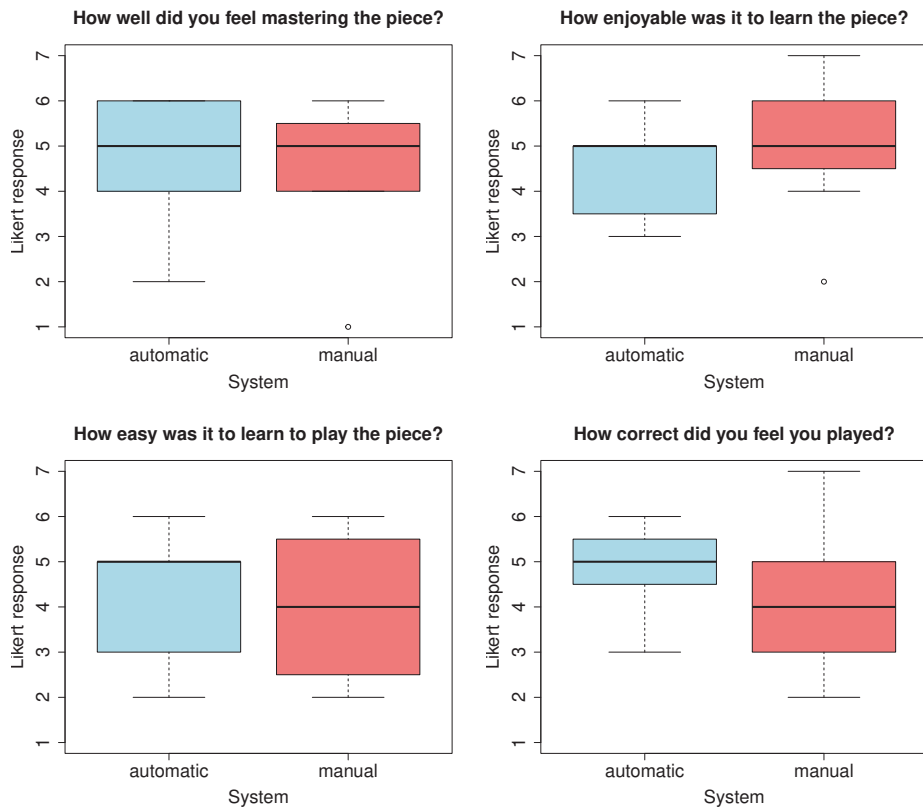 How well did you feel mastering the piece?
Likert response
7
6
5
4
3
2
1
automatic manual
System
How enjoyable was it to learn the piece?
Likert response
7
6
5
4
3
2
1
automatic manual
System
How easy was it to learn to play the piece?
Likert response
7
6
5
4
3
2
1
automatic manual
System
How correct did you feel you played?
Likert response
7
6
5
4
3
2
1
automatic manual
System